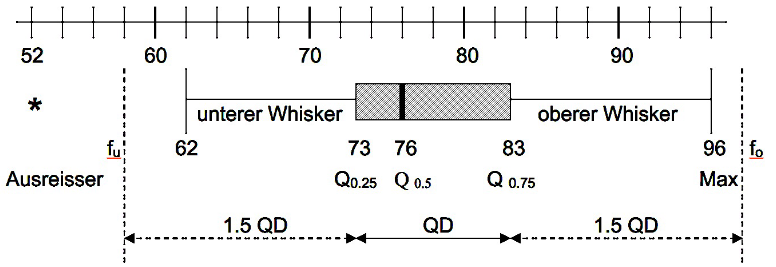 52 60 70 80 90
*
unterer Whisker oberer Whisker
fu 62 73 76 83 96 fo
Ausreisser Q0.25 Q 0.5 Q 0.75 Max
1.5 QD QD 1.5 QD